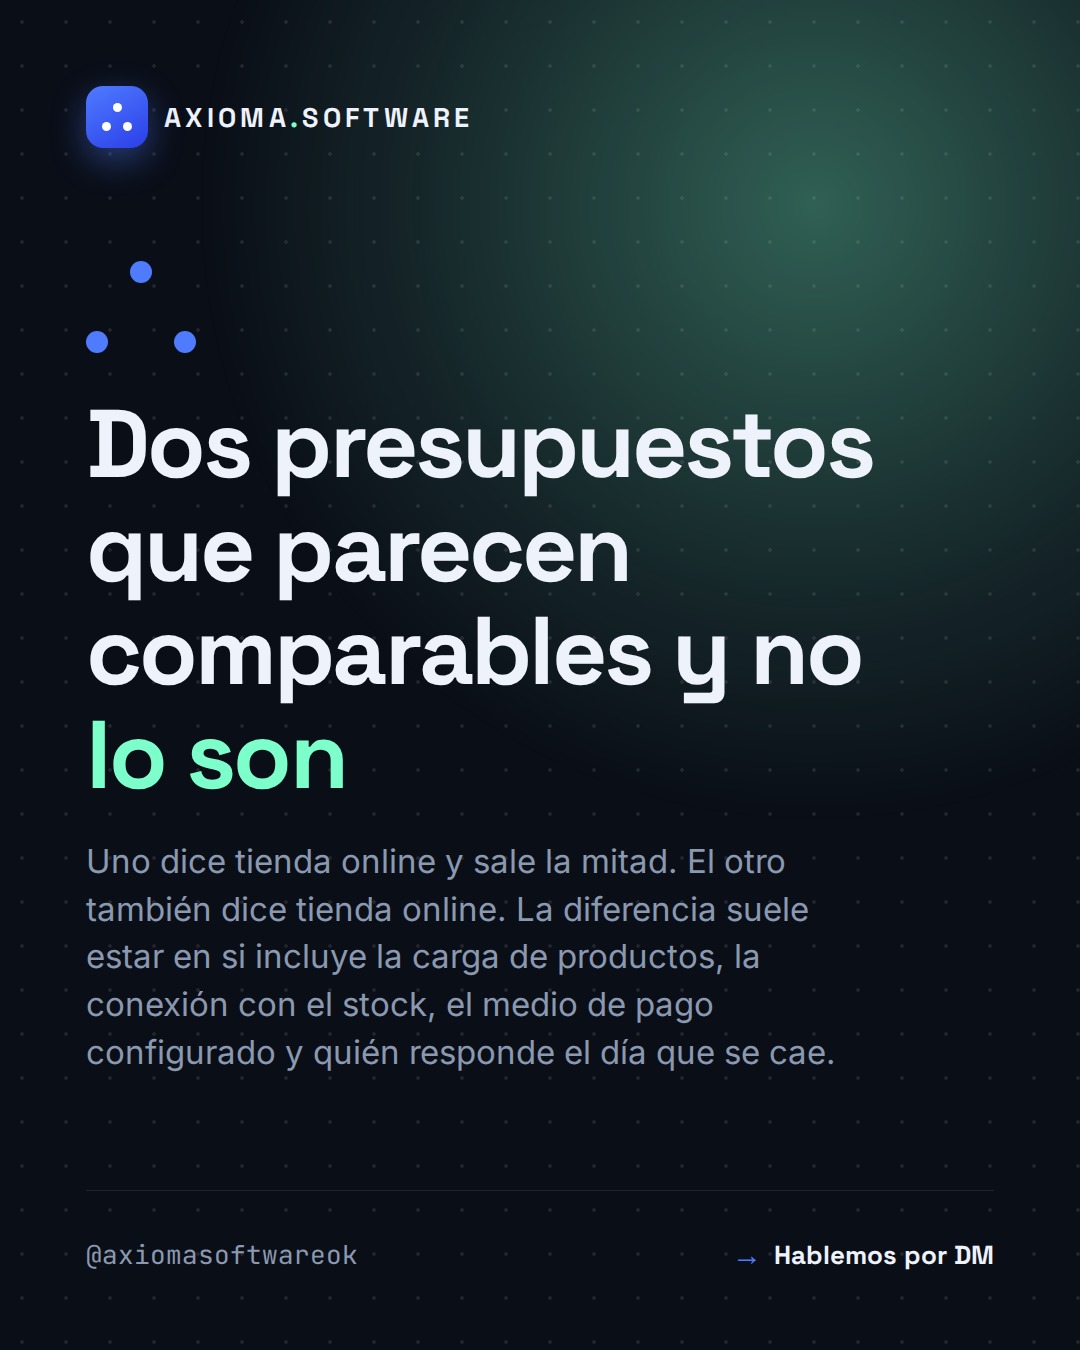 AXIOMA.SOFTWARE
Dos presupuestos
que parecen
comparables y no
lo son
Uno dice tienda online y sale la mitad. El otro
también dice tienda online. La diferencia suele
estar en si incluye la carga de productos, la
conexión con el stock, el medio de pago
configurado y quién responde el día que se cae.
@axiomasoftwareok
→ Hablemos por DM